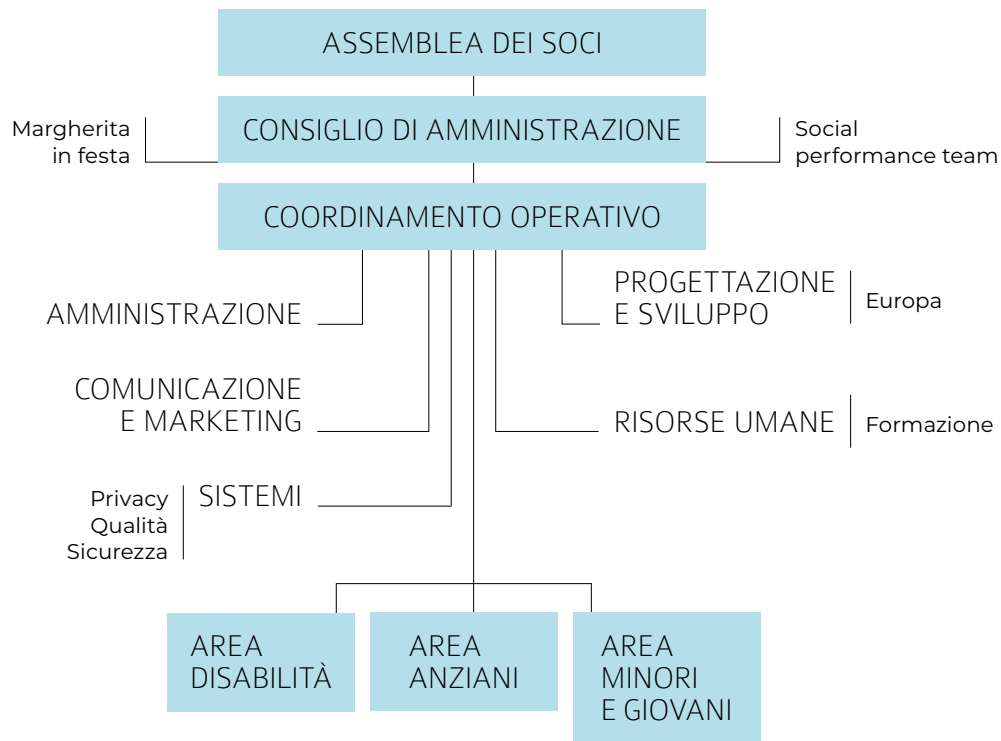 ASSEMBLEA DEI SOCI
Margherita
in festa
CONSIGLIO DI AMMINISTRAZIONE
Social
performance team
COORDINAMENTO OPERATIVO
AMMINISTRAZIONE
PROGETTAZIONE
E SVILUPPO
Europa
COMUNICAZIONE
E MARKETING
RISORSE UMANE
Formazione
Privacy
Qualità
Sicurezza
SISTEMI
AREA
DISABILITÀ
AREA
ANZIANI
AREA
MINORI
E GIOVANI